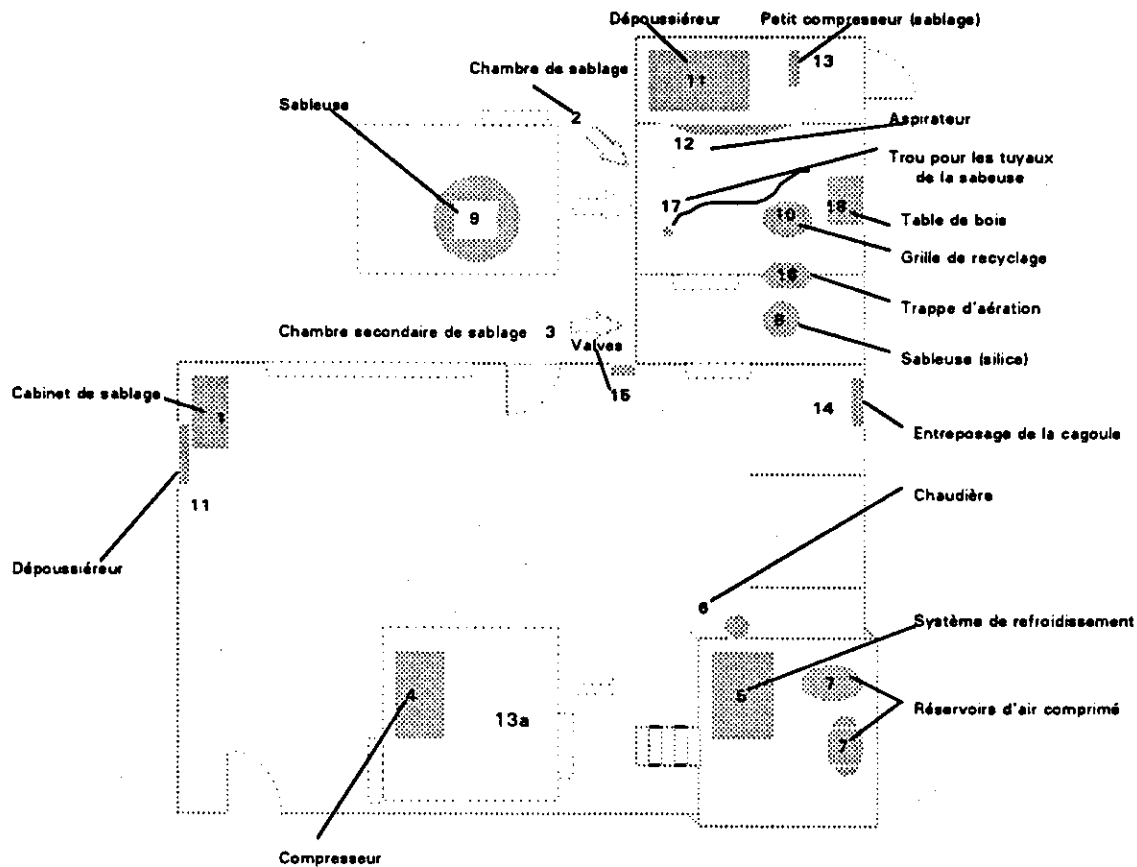 Dépoussiéreur
Petit compresseur (sablage)
11
13
Chambre de sablage
2
Sableuse
Aspirateur
12
Trou pour les tuyaux
de la sabeuse
17
9
10
18
Table de bois
Grille de recyclage
16
Trappe d'aération
Chambre secondaire de sablage
3
8
Valves
Sableuse (silice)
15
Cabinet de sablage
1
14
Entreposage de la cagoule
11
Chaudière
Dépoussiéreur
6
Système de refroidissement
4
5
7
13a
Réservoirs d'air comprimé
7
Compresseur